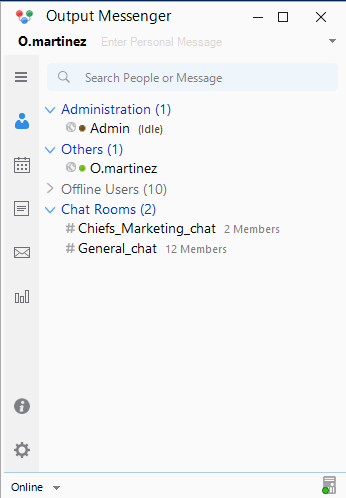 Output Messenger
O.martinez Enter Personal Message
Search People or Message
Administration (1)
Admin (Idle)
Others (1)
O.martinez
Offline Users (10)
Chat Rooms (2)
# Chiefs_Marketing_chat 2 Members
# General_chat 12 Members
Online